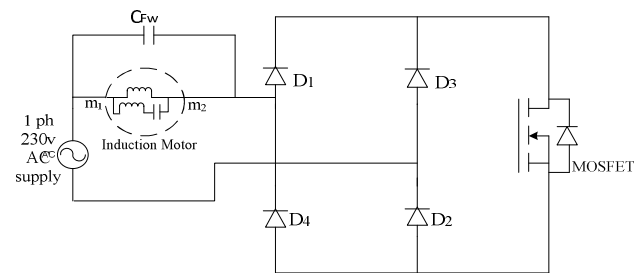 CFW
D1
D3
m1
m2
1 ph
230v
AC
supply
Induction Motor
MOSFET
D4
D2